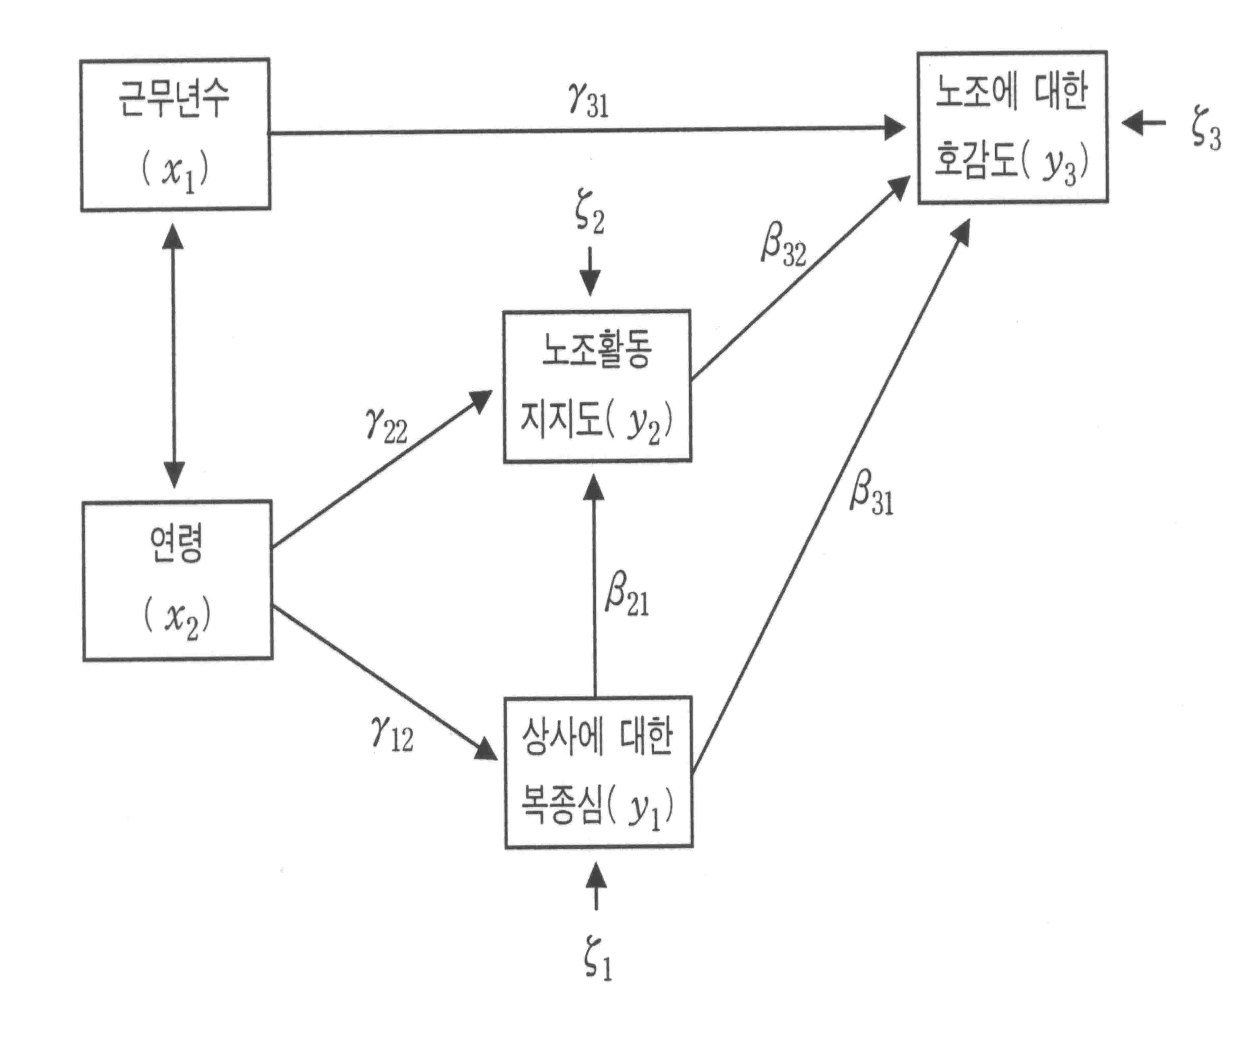 근무년수
( x₁ )
γ₃₁
노조에 대한
호감도( y₃ )
ζ₃
ζ₂
β₃₂
노조활동
지지도( y₂ )
γ₂₂
β₃₁
연령
( x₂ )
β₂₁
γ₁₂
상사에 대한
복종심( y₁ )
ζ₁